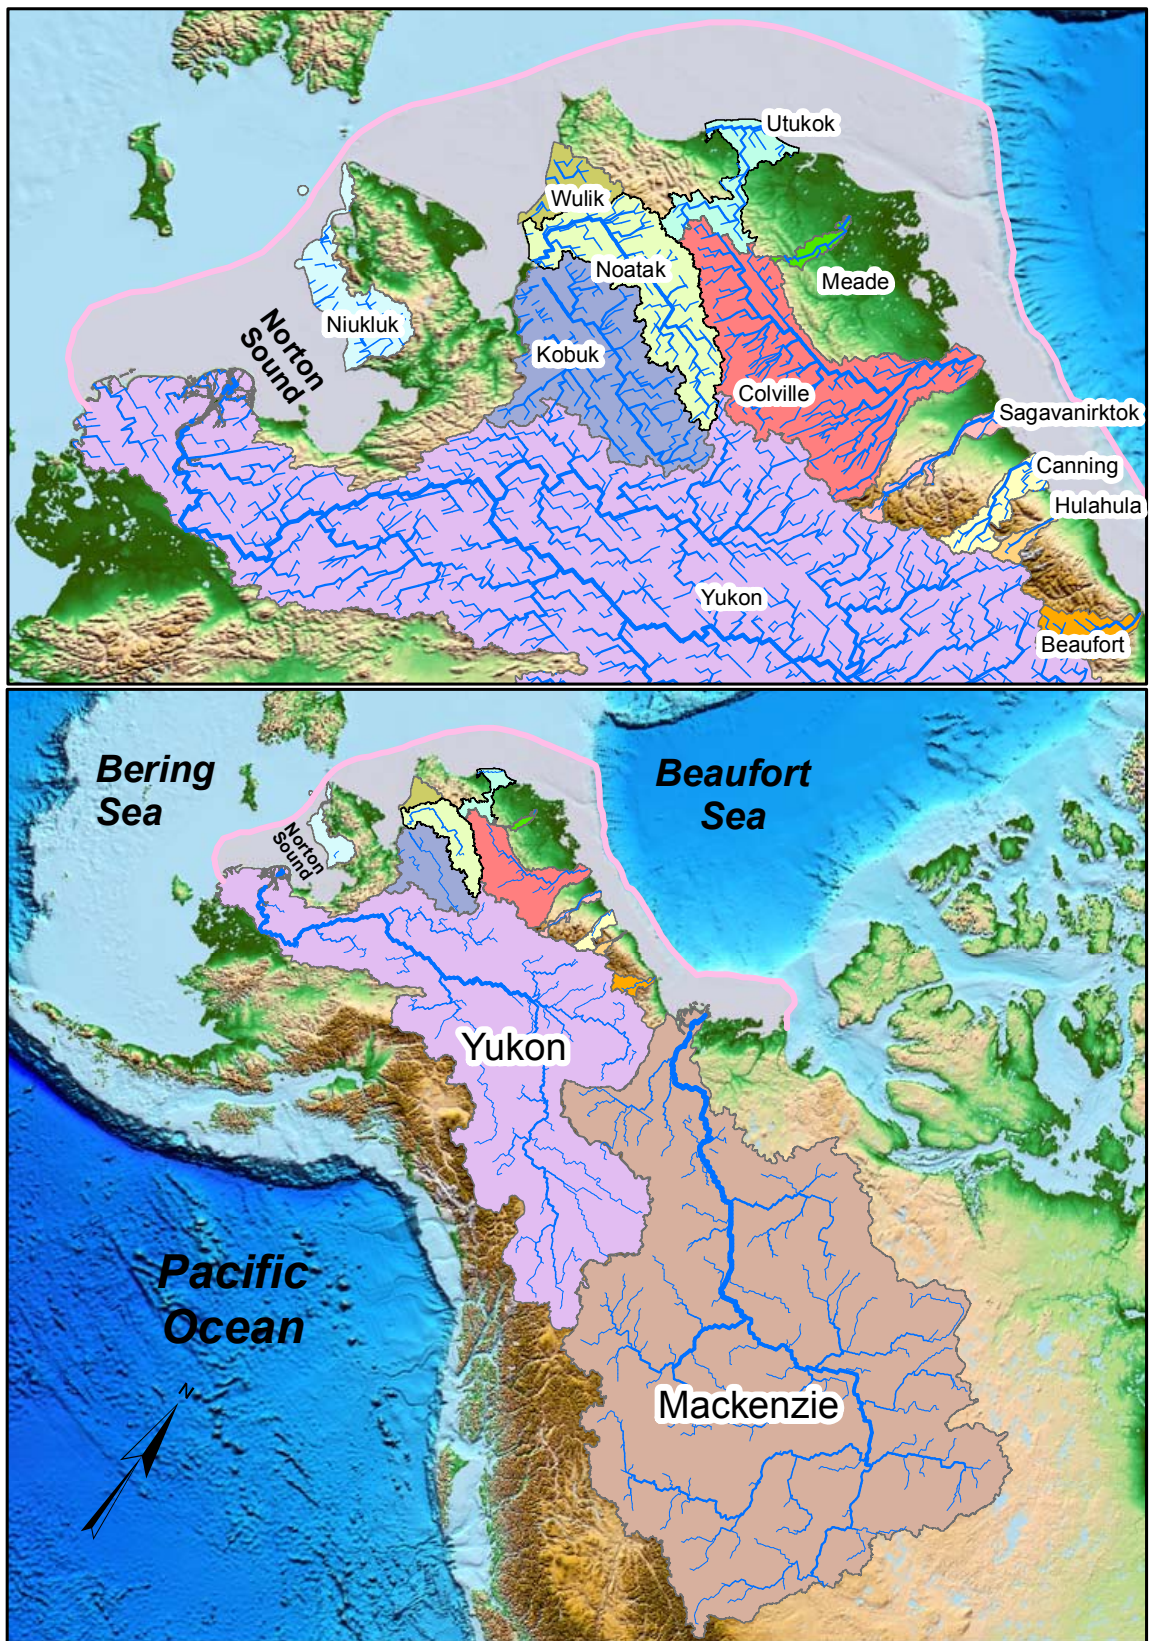 Utukok
Wulik
Noatak
Meade
Niukluk
Norton
Sound
Kobuk
Colville
Sagavanirktok
Canning
Hulahula
Yukon
Beaufort
Bering
Sea
Beaufort
Sea
Norton
Sound
Yukon
Pacific
Ocean
N
Mackenzie